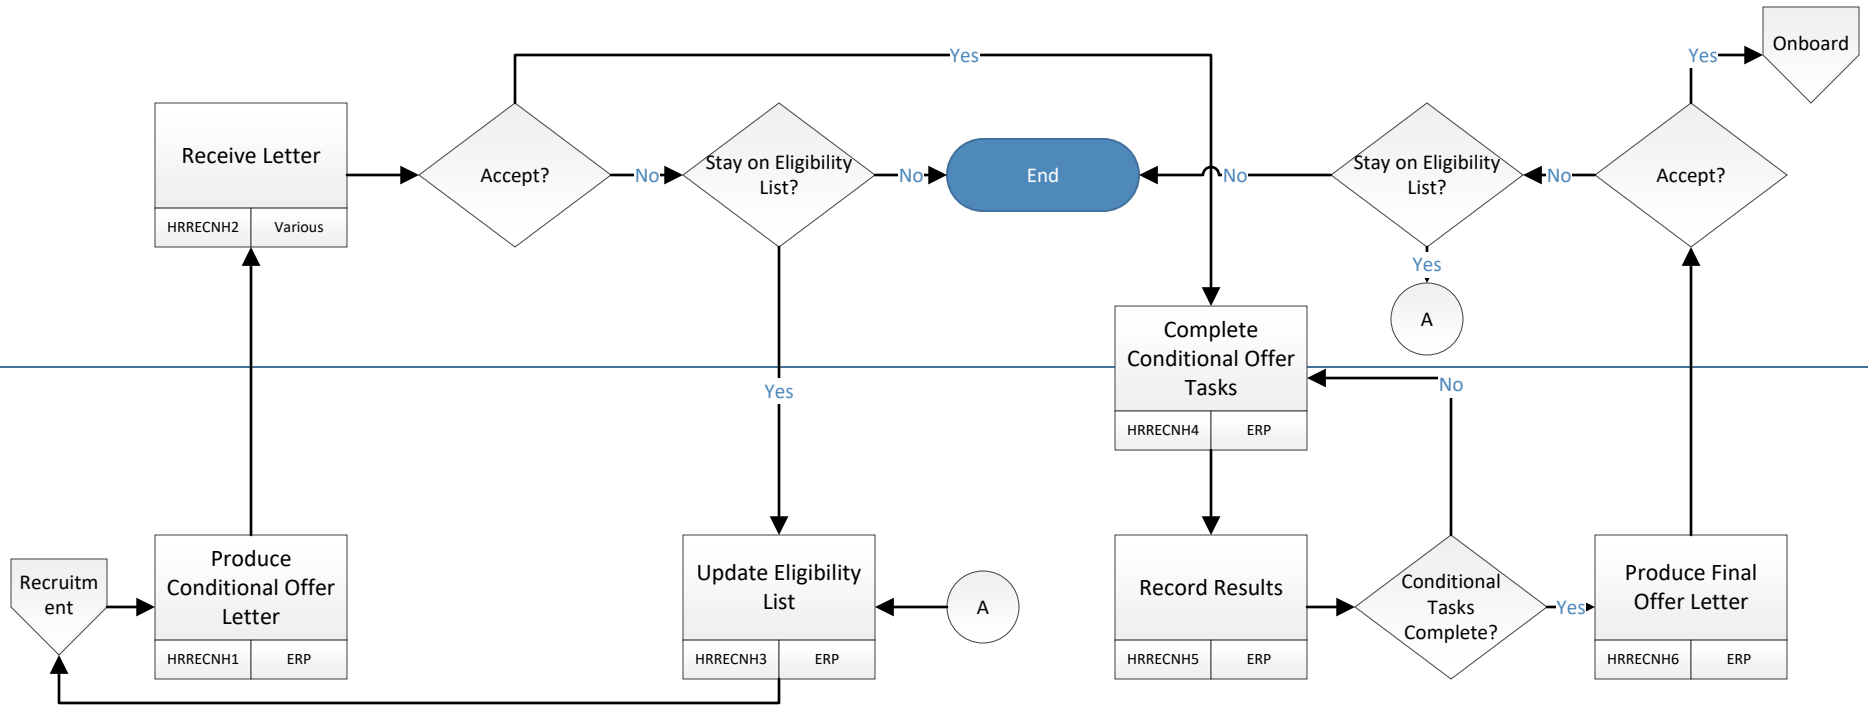 Yes
Yes
Onboard
Receive Letter
HRRECNH2
Various
Accept?
No
Stay on Eligibility
List?
No
End
No
Stay on Eligibility
List?
No
Accept?
Yes
A
Complete
Conditional Offer
Tasks
HRRECNH4
ERP
Yes
No
Recruitm
ent
Produce
Conditional Offer
Letter
HRRECNH1
ERP
Update Eligibility
List
HRRECNH3
ERP
A
Record Results
HRRECNH5
ERP
Conditional
Tasks
Complete?
Yes
Produce Final
Offer Letter
HRRECNH6
ERP